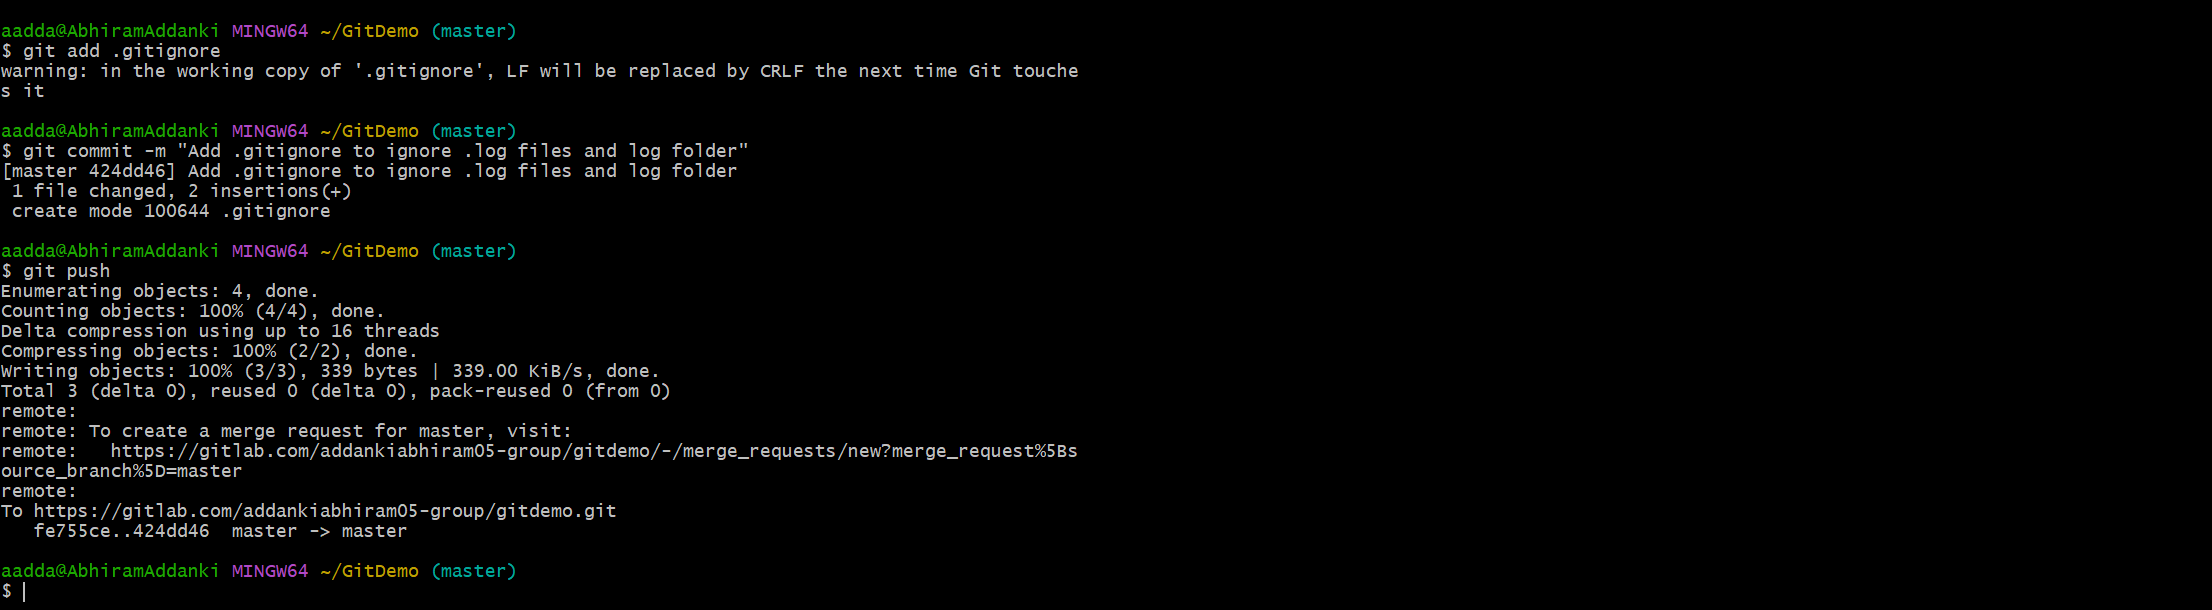 aadda@AbhiramAddanki MINGW64 ~/GitDemo (master)
$ git add .gitignore
warning: in the working copy of '.gitignore', LF will be replaced by CRLF the next time Git touche
s it
aadda@AbhiramAddanki MINGW64 ~/GitDemo (master)
$ git commit -m "Add .gitignore to ignore .log files and log folder"
[master 424dd46] Add .gitignore to ignore .log files and log folder
 1 file changed, 2 insertions(+)
 create mode 100644 .gitignore
aadda@AbhiramAddanki MINGW64 ~/GitDemo (master)
$ git push
Enumerating objects: 4, done.
Counting objects: 100% (4/4), done.
Delta compression using up to 16 threads
Compressing objects: 100% (2/2), done.
Writing objects: 100% (3/3), 339 bytes | 339.00 KiB/s, done.
Total 3 (delta 0), reused 0 (delta 0), pack-reused 0 (from 0)
remote:
remote: To create a merge request for master, visit:
remote:   https://gitlab.com/addankiabhiram05-group/gitdemo/-/merge_requests/new?merge_request%5Bs
ource_branch%5D=master
remote:
To https://gitlab.com/addankiabhiram05-group/gitdemo.git
   fe755ce..424dd46  master -> master
aadda@AbhiramAddanki MINGW64 ~/GitDemo (master)
$